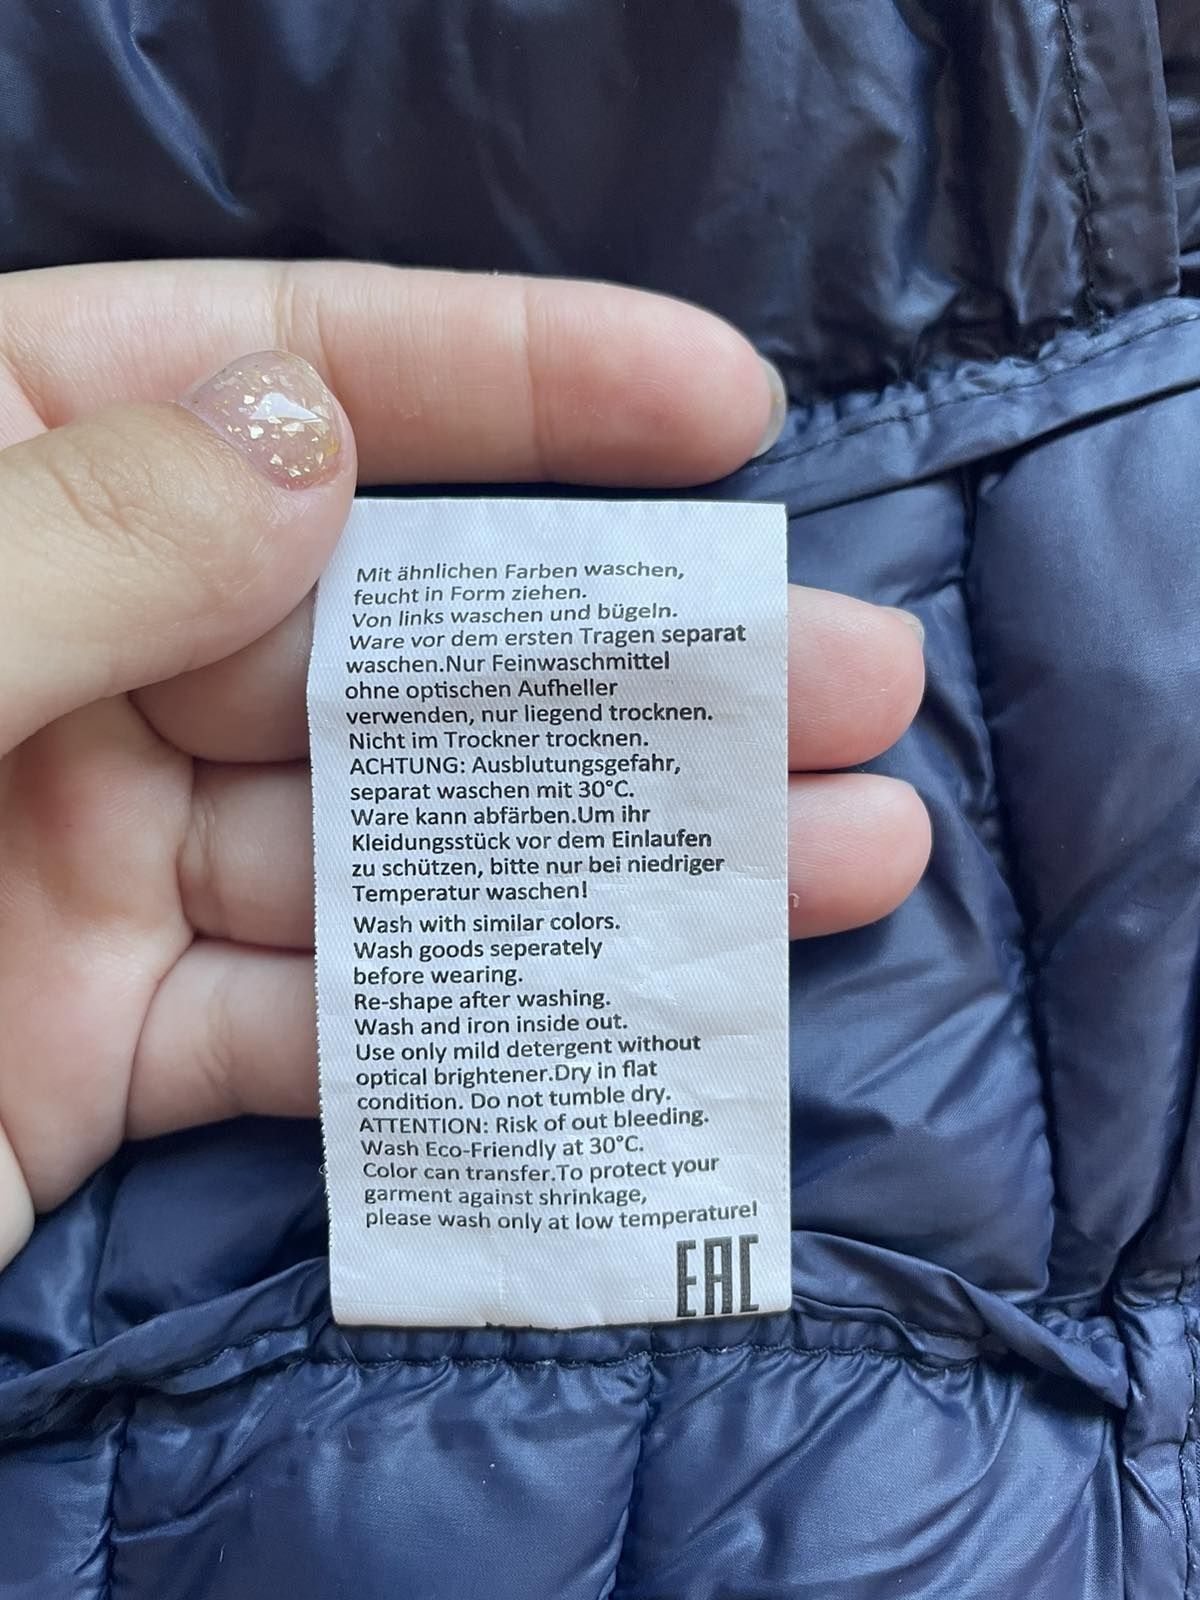 Mit ähnlichen Farben waschen,
feucht in Form ziehen.
Von links waschen und bügeln.
Ware vor dem ersten Tragen separat
waschen.Nur Feinwaschmittel
ohne optischen Aufheller
verwenden, nur liegend trocknen.
Nicht im Trockner trocknen.
ACHTUNG: Ausblutungsgefahr,
separat waschen mit 30°C.
Ware kann abfärben.Um ihr
Kleidungsstück vor dem Einlaufen
zu schützen, bitte nur bei niedriger
Temperatur waschen!
Wash with similar colors.
Wash goods seperately
before wearing.
Re-shape after washing.
Wash and iron inside out.
Use only mild detergent without
optical brightener.Dry in flat
condition. Do not tumble dry.
ATTENTION: Risk of out bleeding.
Wash Eco-Friendly at 30°C.
Color can transfer.To protect your
garment against shrinkage,
please wash only at low temperature!
EAC